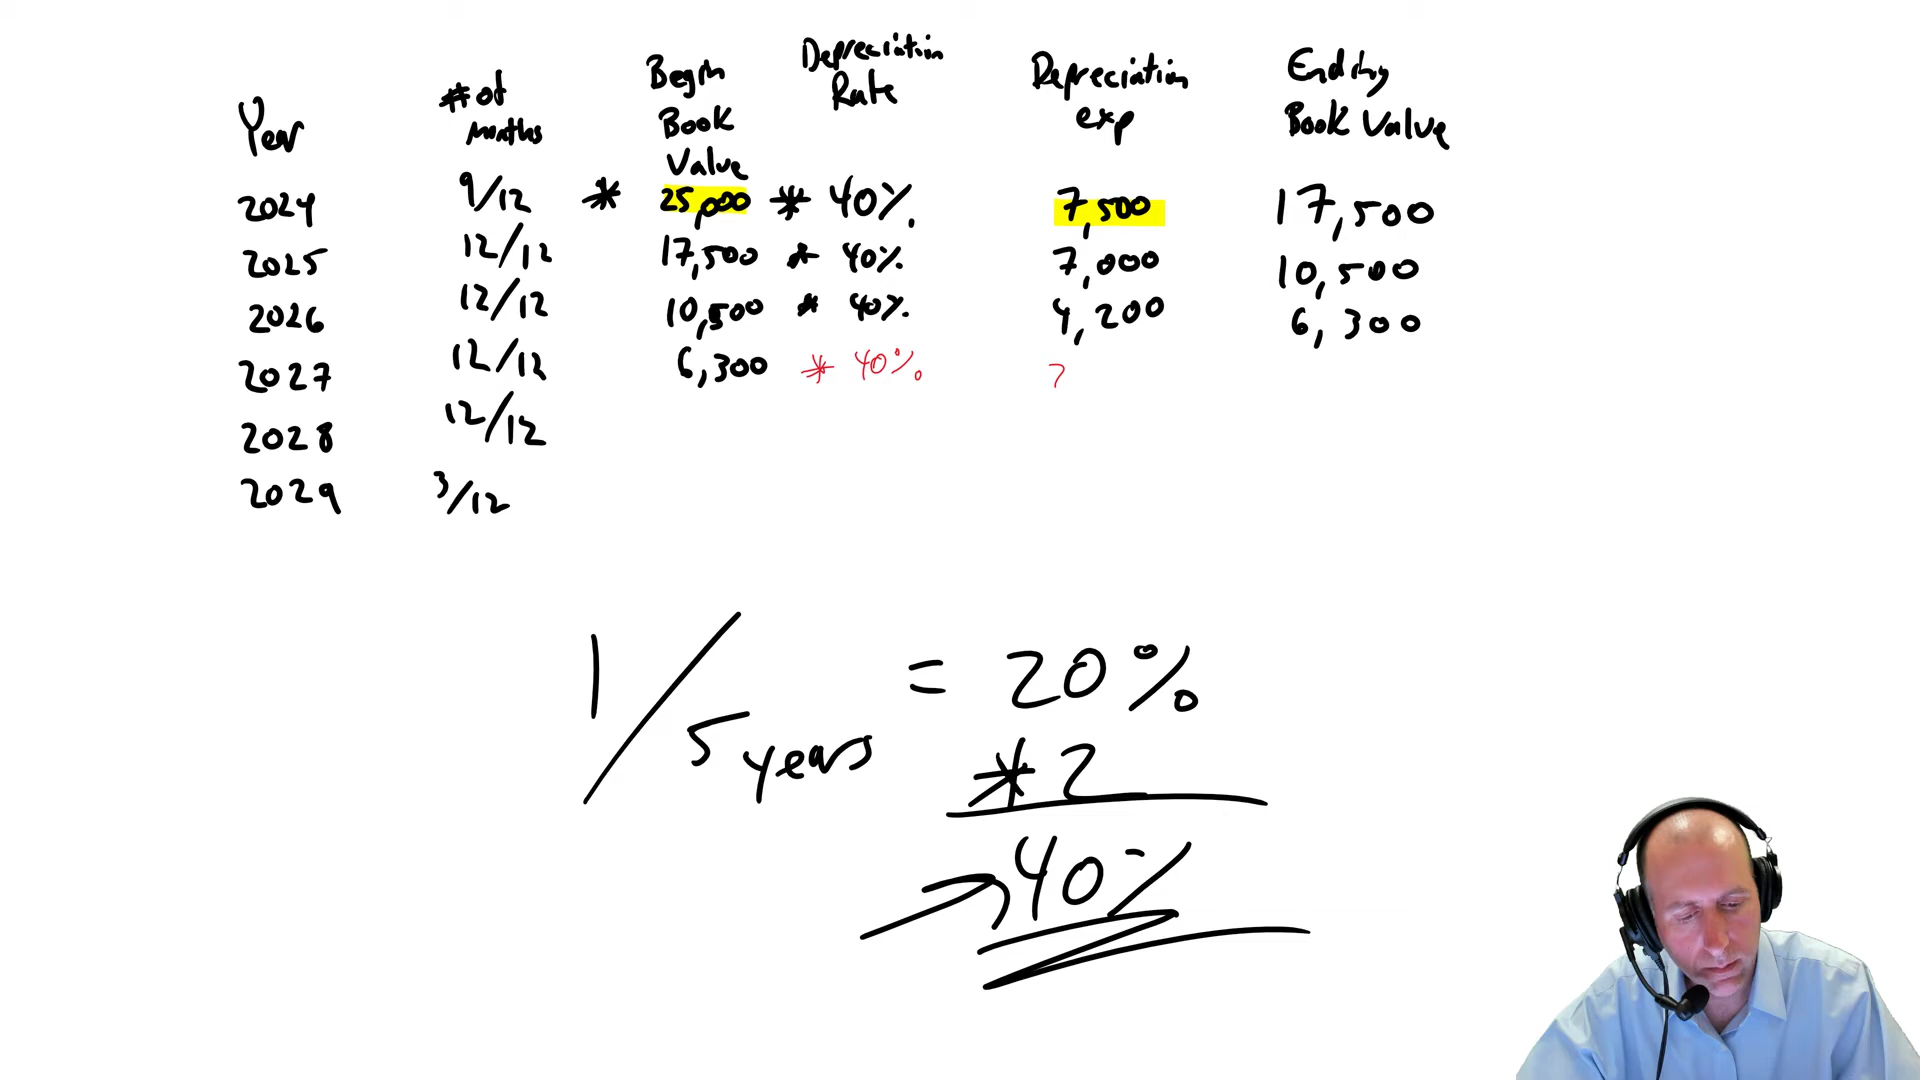 Year # of months Begin Book Value Depreciation Rate Depreciation exp Ending Book Value
2024 9/12 * 25,000 * 40% 7,500 17,500
2025 12/12 17,500 * 40% 7,000 10,500
2026 12/12 10,500 * 40% 4,200 6,300
2027 12/12 6,300 * 40%
2028 12/12
2029 3/12
1/5 years = 20%
* 2
40%